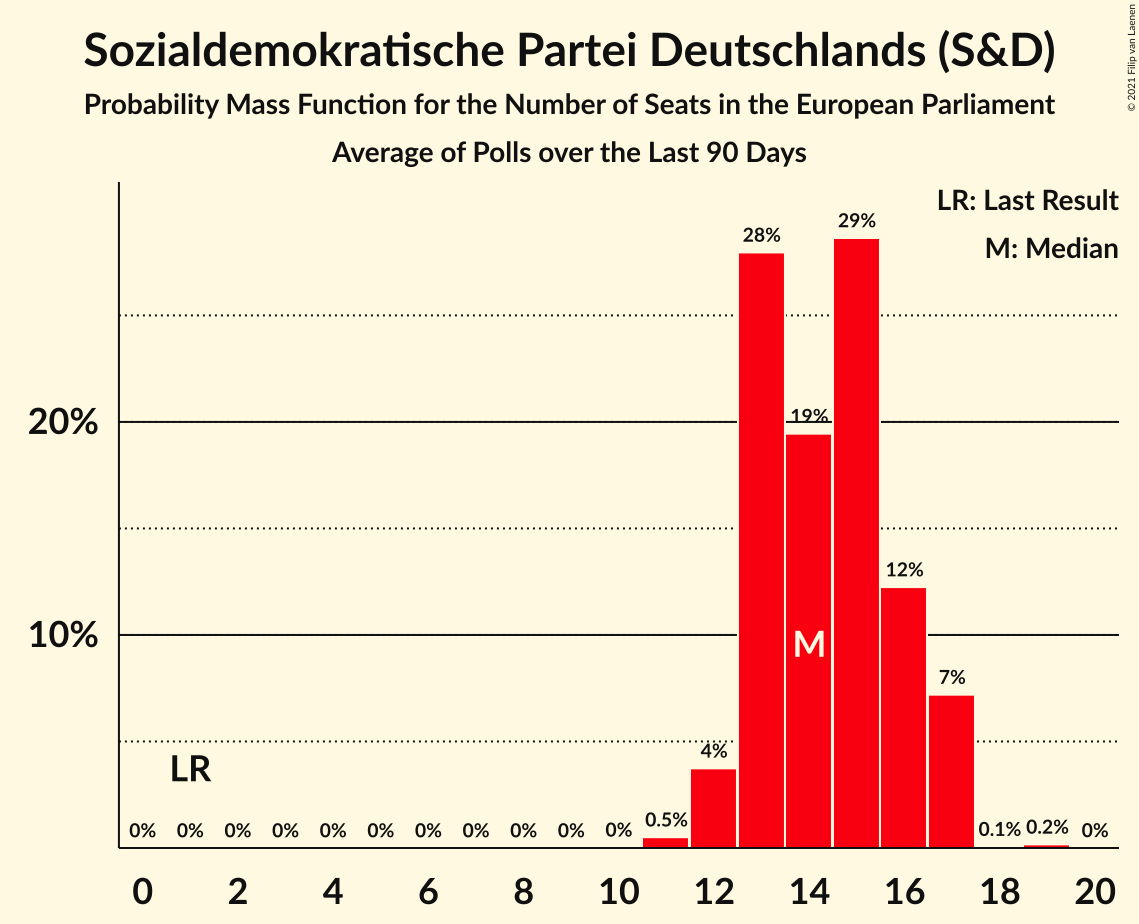 Sozialdemokratische Partei Deutschlands (S&D)
Probability Mass Function for the Number of Seats in the European Parliament
Average of Polls over the Last 90 Days
© 2021 Filip van Laenen
LR: Last Result
M: Median
28%
29%
20%
19%
12%
10%
M
7%
4%
LR
0% 0% 0% 0% 0% 0% 0% 0% 0% 0% 0% 0.5% 0.1% 0.2% 0%
0 2 4 6 8 10 12 14 16 18 20